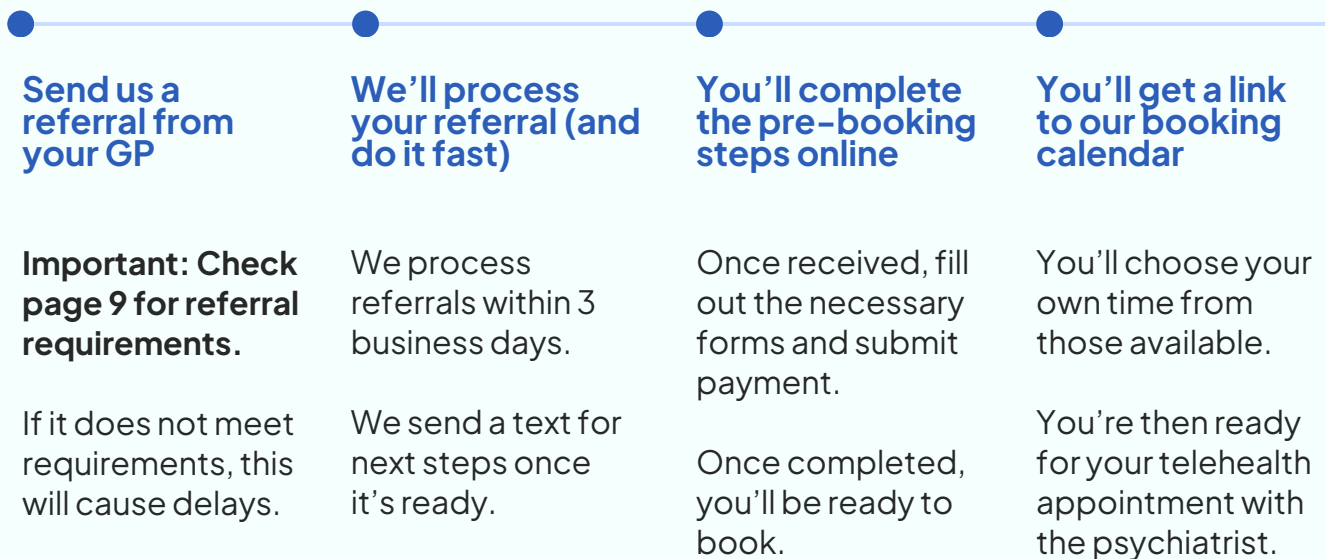 Send us a
referral from
your GP
Important: Check
page 9 for referral
requirements.
If it does not meet
requirements, this
will cause delays.
We’ll process
your referral (and
do it fast)
We process
referrals within 3
business days.
We send a text for
next steps once
it’s ready.
You’ll complete
the pre-booking
steps online
Once received, fill
out the necessary
forms and submit
payment.
Once completed,
you’ll be ready to
book.
You’ll get a link
to our booking
calendar
You’ll choose your
own time from
those available.
You’re then ready
for your telehealth
appointment with
the psychiatrist.